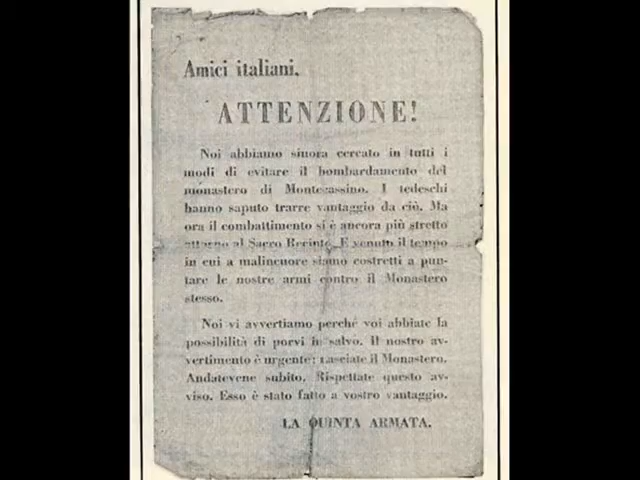 Amici italiani,
ATTENZIONE!
Noi abbiamo sinora cercato in tutti i
modi di evitare il bombardamento del
monastero di Montecassino. I tedeschi
hanno saputo trarre vantaggio da ciò. Ma
ora il combattimento si è ancora più stretto
attorno al Sacro Recinto. È venuto il tempo
in cui a malincuore siamo costretti a pun-
tare le nostre armi contro il Monastero
stesso.
Noi vi avvertiamo perché voi abbiate la
possibilità di porvi in salvo. Il nostro av-
vertimento è urgente: Lasciate il Monastero.
Andatevene subito. Rispettate questo av-
viso. Esso è stato fatto a vostro vantaggio.
LA QUINTA ARMATA.